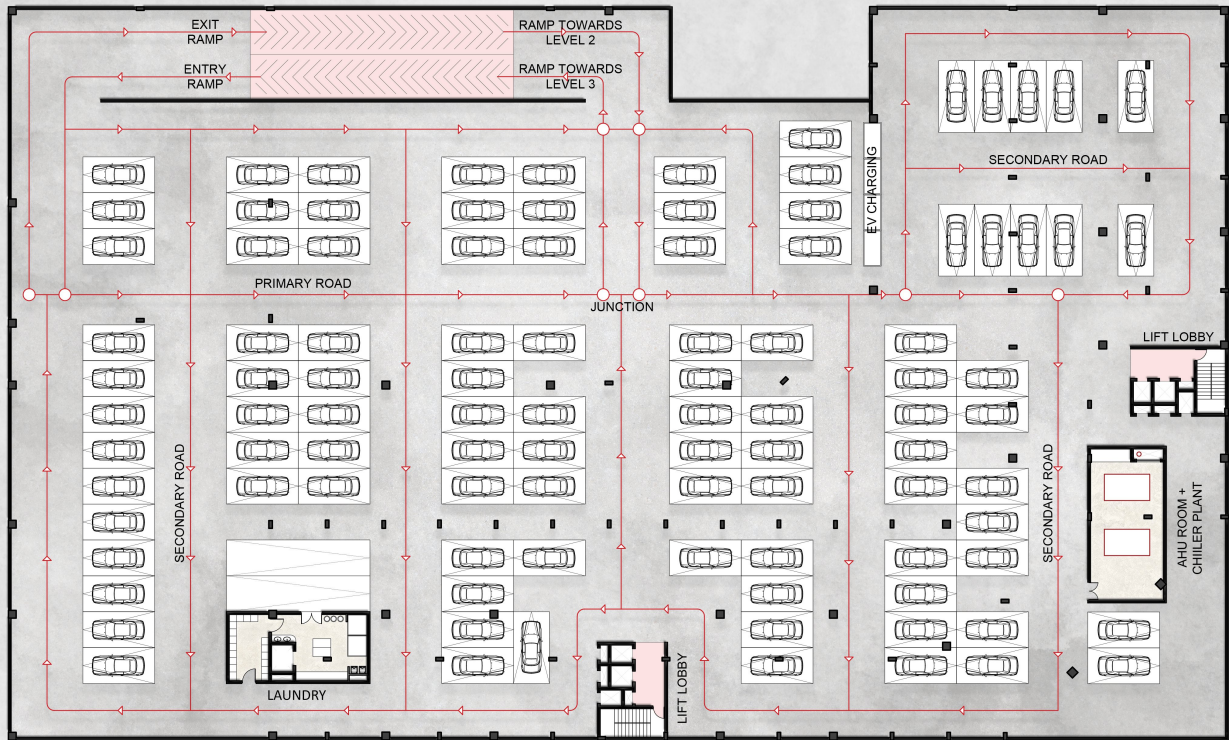 EXIT
RAMP
RAMP TOWARDS
LEVEL 2
ENTRY
RAMP
RAMP TOWARDS
LEVEL 3
EV CHARGING
SECONDARY ROAD
PRIMARY ROAD
JUNCTION
LIFT LOBBY
SECONDARY ROAD
SECONDARY ROAD
AHU ROOM +
CHIILER PLANT
LAUNDRY
LIFT LOBBY